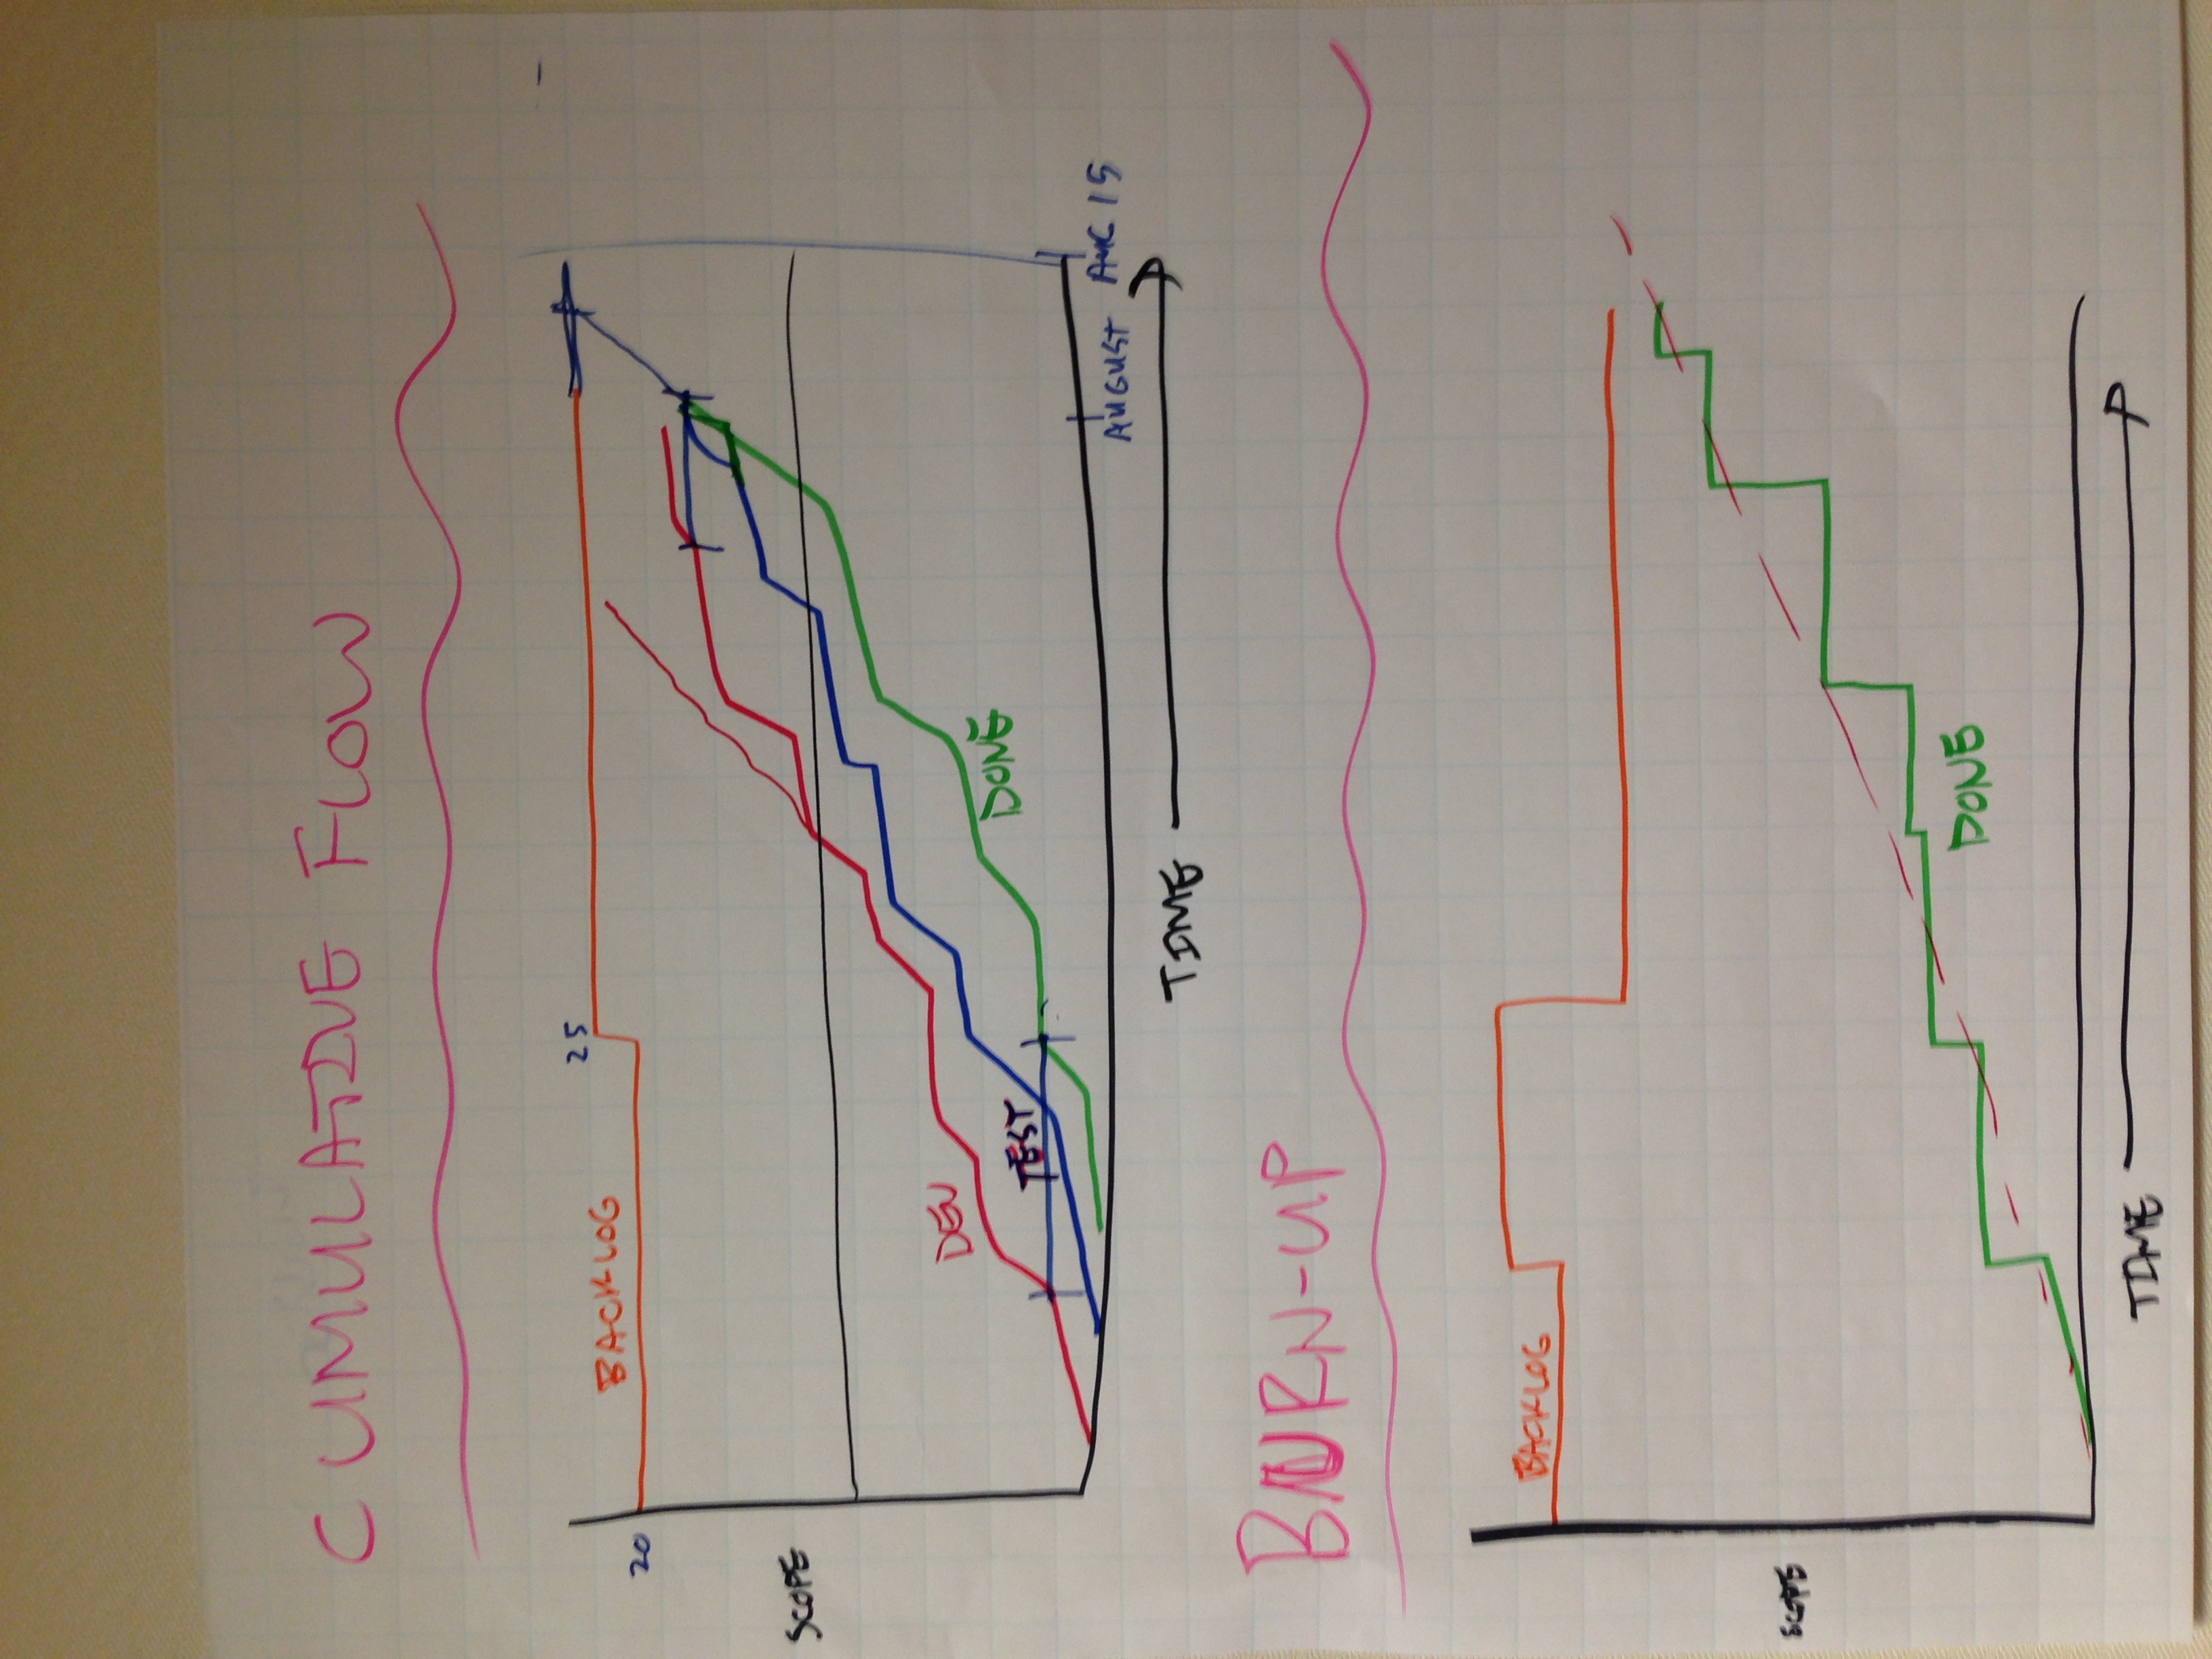 CUMULATIVE FLOW
25
BACKLOG
20
SCOPE
DEV
TEST
DONE
AUGUST
AUG 15
TIME
BURN-UP
BACKLOG
SCOPE
DONE
TIME